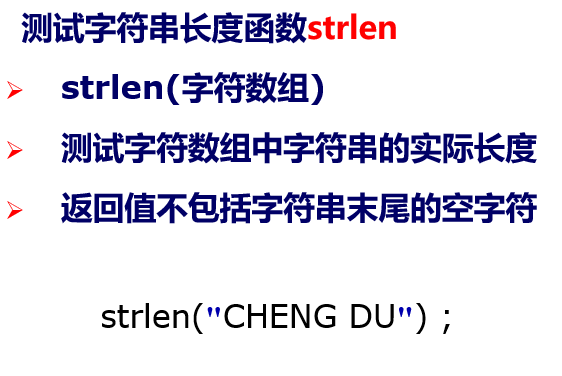 测试字符串长度函数strlen
strlen(字符数组)
测试字符数组中字符串的实际长度
返回值不包括字符串末尾的空字符
strlen("CHENG DU") ;